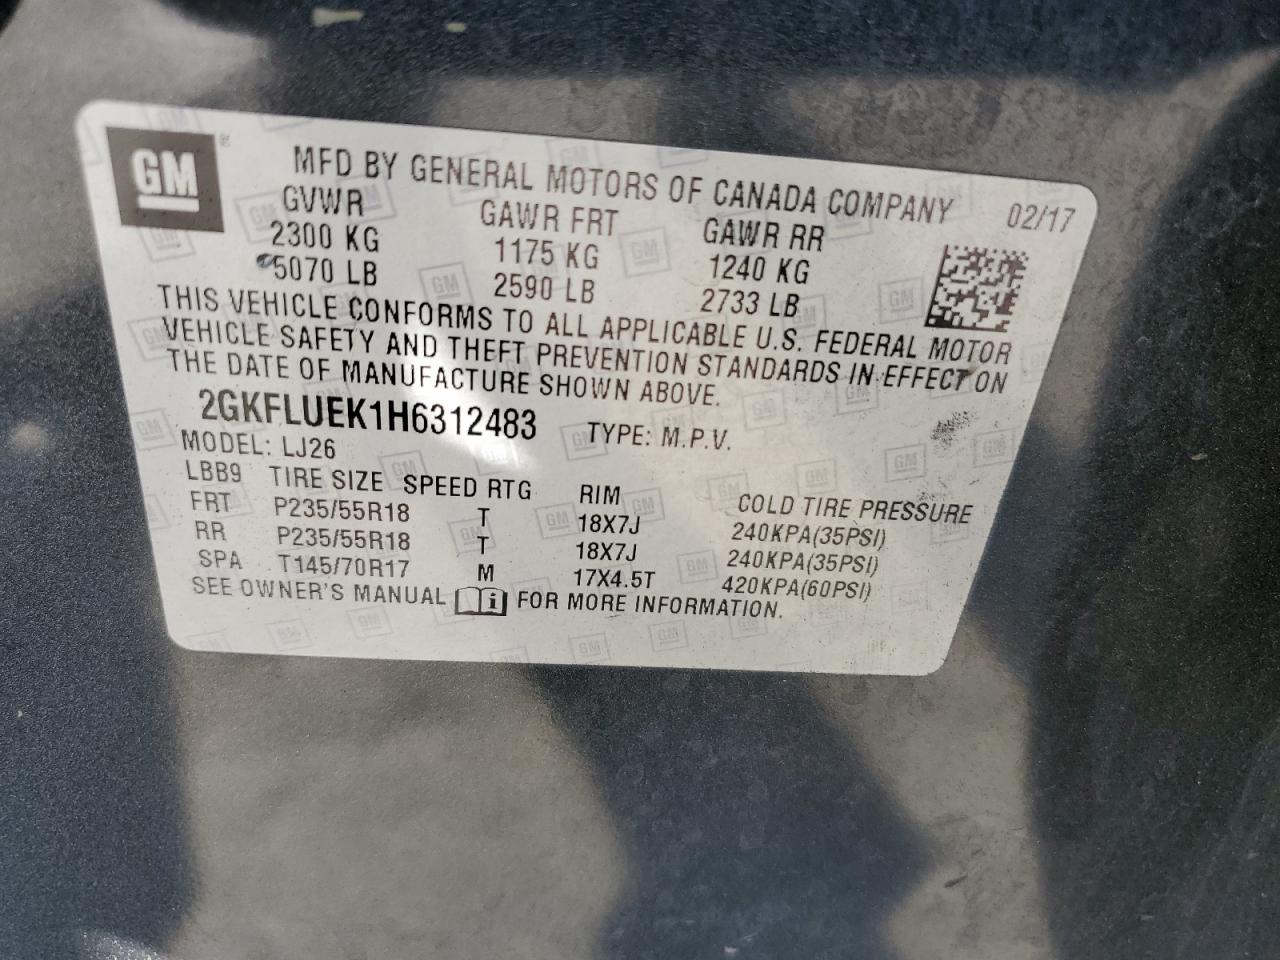 GM
MFD BY GENERAL MOTORS OF CANADA COMPANY 02/17
GVWR GAWR FRT GAWR RR
2300 KG 1175 KG 1240 KG
5070 LB 2590 LB 2733 LB
THIS VEHICLE CONFORMS TO ALL APPLICABLE U.S. FEDERAL MOTOR
VEHICLE SAFETY AND THEFT PREVENTION STANDARDS IN EFFECT ON
THE DATE OF MANUFACTURE SHOWN ABOVE.
2GKFLUEK1H6312483 TYPE: M.P.V.
MODEL: LJ26
LBB9 TIRE SIZE SPEED RTG RIM COLD TIRE PRESSURE
FRT P235/55R18 T 18X7J 240KPA(35PSI)
RR P235/55R18 T 18X7J 240KPA(35PSI)
SPA T145/70R17 M 17X4.5T 420KPA(60PSI)
SEE OWNER'S MANUAL FOR MORE INFORMATION.